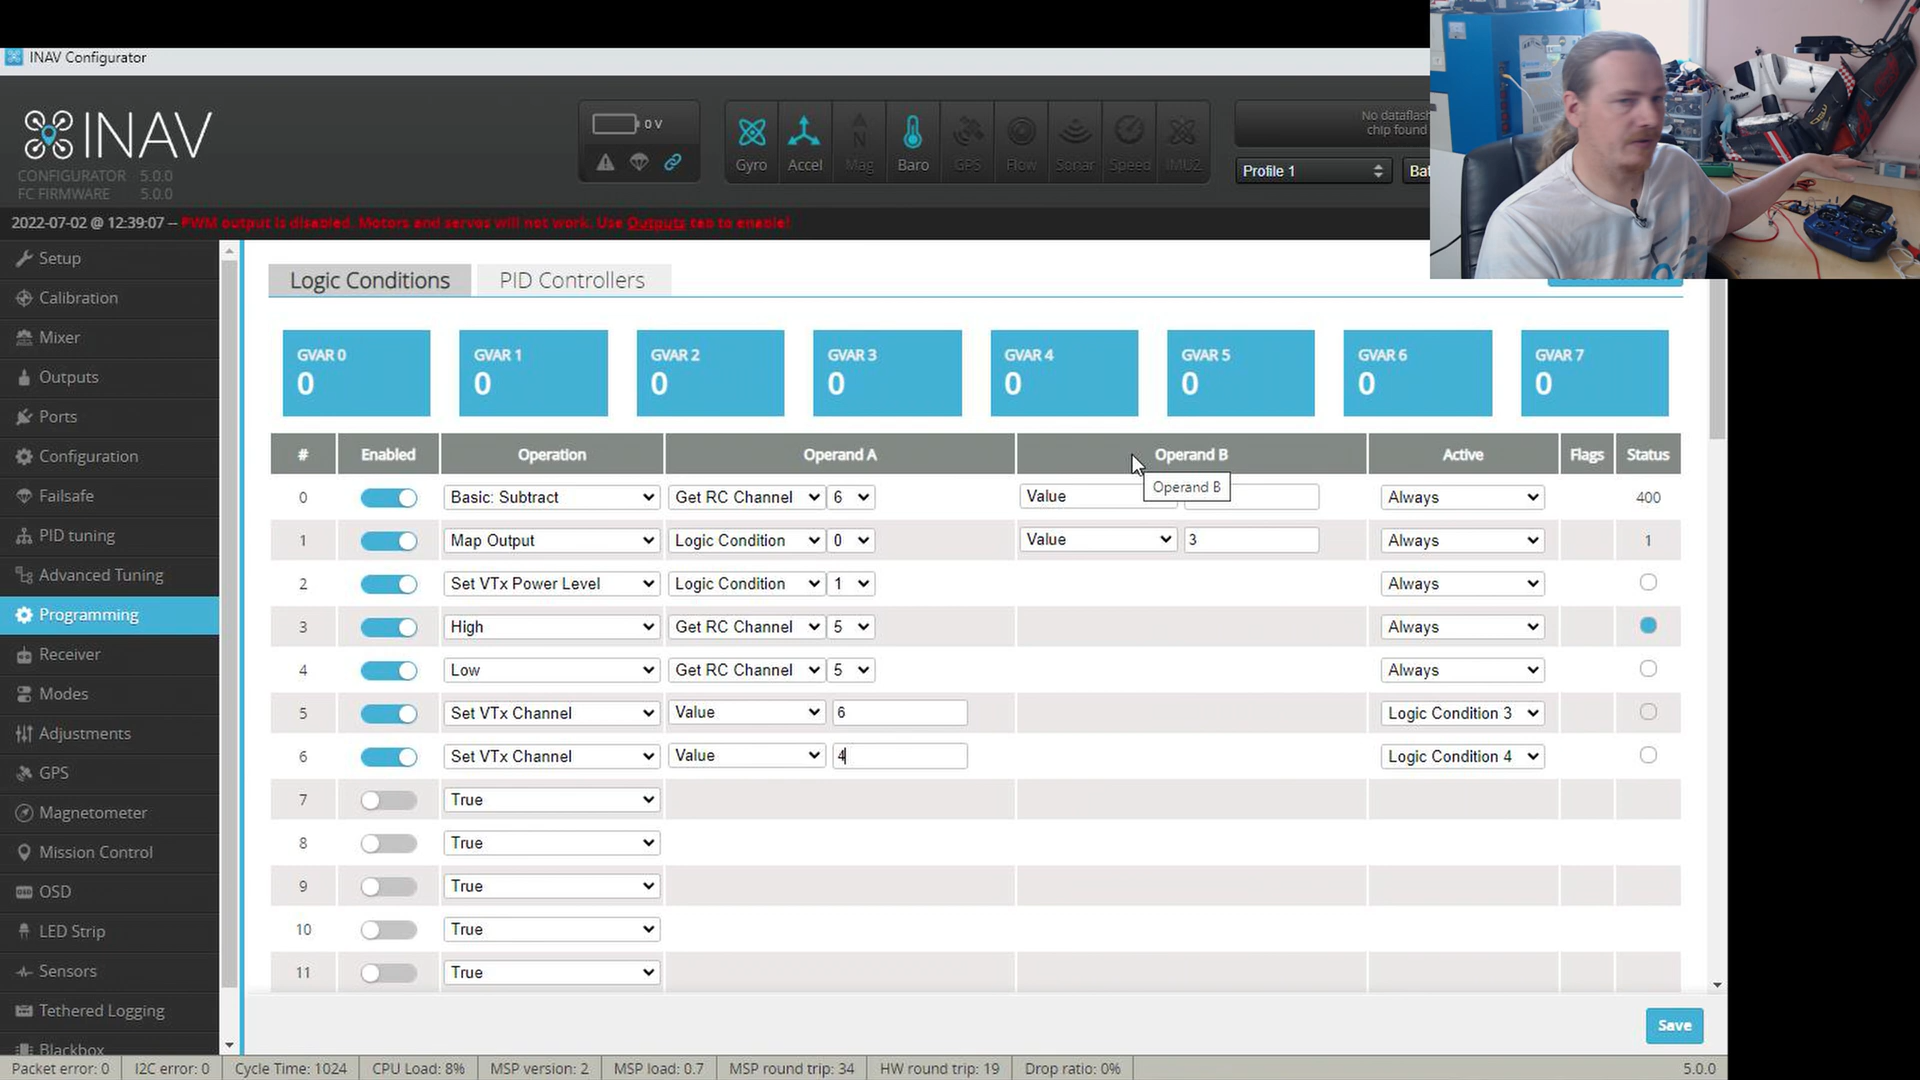 INAV Configurator
INAV
CONFIGURATOR 5.0.0
FC FIRMWARE 5.0.0
0 V
Gyro Accel Mag Baro GPS Flow Sonar Speed IMU2
No dataflash
chip found
Profile 1
Bat
2022-07-02 @ 12:39:07 -- PWM output is disabled. Motors and servos will not work. Use Outputs tab to enable!
Setup
Calibration
Mixer
Outputs
Ports
Configuration
Failsafe
PID tuning
Advanced Tuning
Programming
Receiver
Modes
Adjustments
GPS
Magnetometer
Mission Control
OSD
LED Strip
Sensors
Tethered Logging
Blackbox
Logic Conditions PID Controllers
GVAR 0 GVAR 1 GVAR 2 GVAR 3 GVAR 4 GVAR 5 GVAR 6 GVAR 7
0 0 0 0 0 0 0 0
# Enabled Operation Operand A Operand B Active Flags Status
Operand B
0 Basic: Subtract Get RC Channel 6 Value Always 400
1 Map Output Logic Condition 0 Value 3 Always 1
2 Set VTx Power Level Logic Condition 1 Always
3 High Get RC Channel 5 Always
4 Low Get RC Channel 5 Always
5 Set VTx Channel Value 6 Logic Condition 3
6 Set VTx Channel Value 4 Logic Condition 4
7 True
8 True
9 True
10 True
11 True
Save
Packet error: 0 I2C error: 0 Cycle Time: 1024 CPU Load: 8% MSP version: 2 MSP load: 0.7 MSP round trip: 34 HW round trip: 19 Drop ratio: 0% 5.0.0